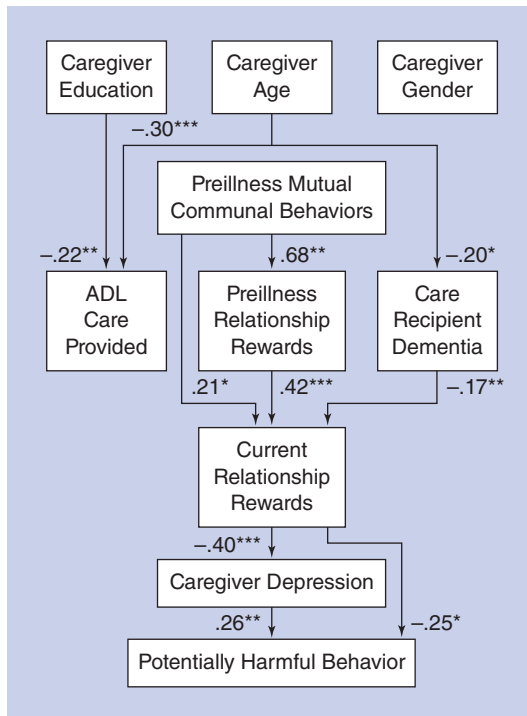 Caregiver
Education
Caregiver
Age
Caregiver
Gender
–.30***
Preillness Mutual
Communal Behaviors
–.22**
.68**
–.20*
ADL
Care
Provided
Preillness
Relationship
Rewards
Care
Recipient
Dementia
.21*
.42***
–.17**
Current
Relationship
Rewards
–.40***
Caregiver Depression
.26**
–.25*
Potentially Harmful Behavior